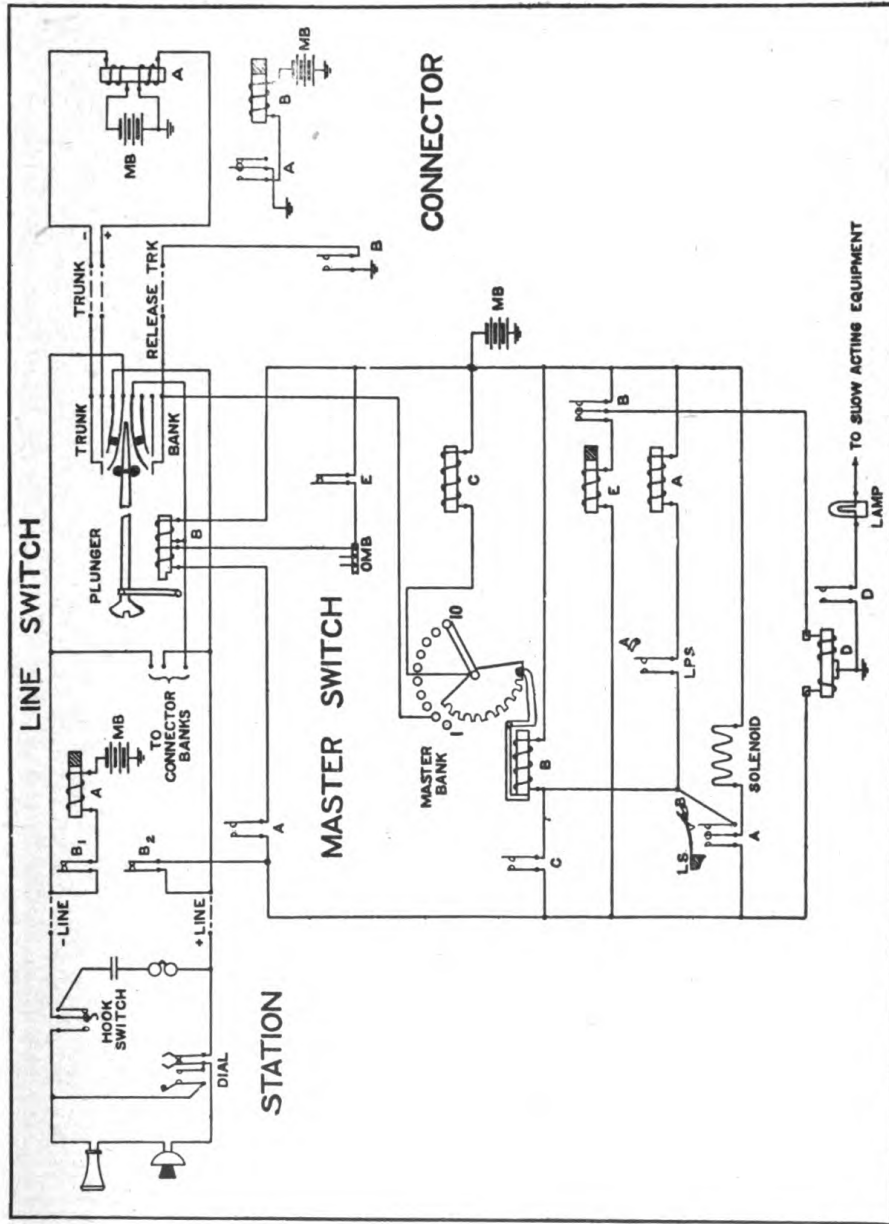 LINE SWITCH
STATION
HOOK
SWITCH
DIAL
-LINE
+LINE
B1
B2
A
MB
TO
CONNECTOR
BANKS
A
PLUNGER
B
TRUNK
BANK
TRUNK
-
+
RELEASE TRK
MB
A
A
B
MB
B
CONNECTOR
MASTER SWITCH
OMB
E
MASTER
BANK
1
10
C
MB
C
B
E
B
A
LPS.
A
LS
B
A
SOLENOID
D
D
LAMP
TO SLOW ACTING EQUIPMENT